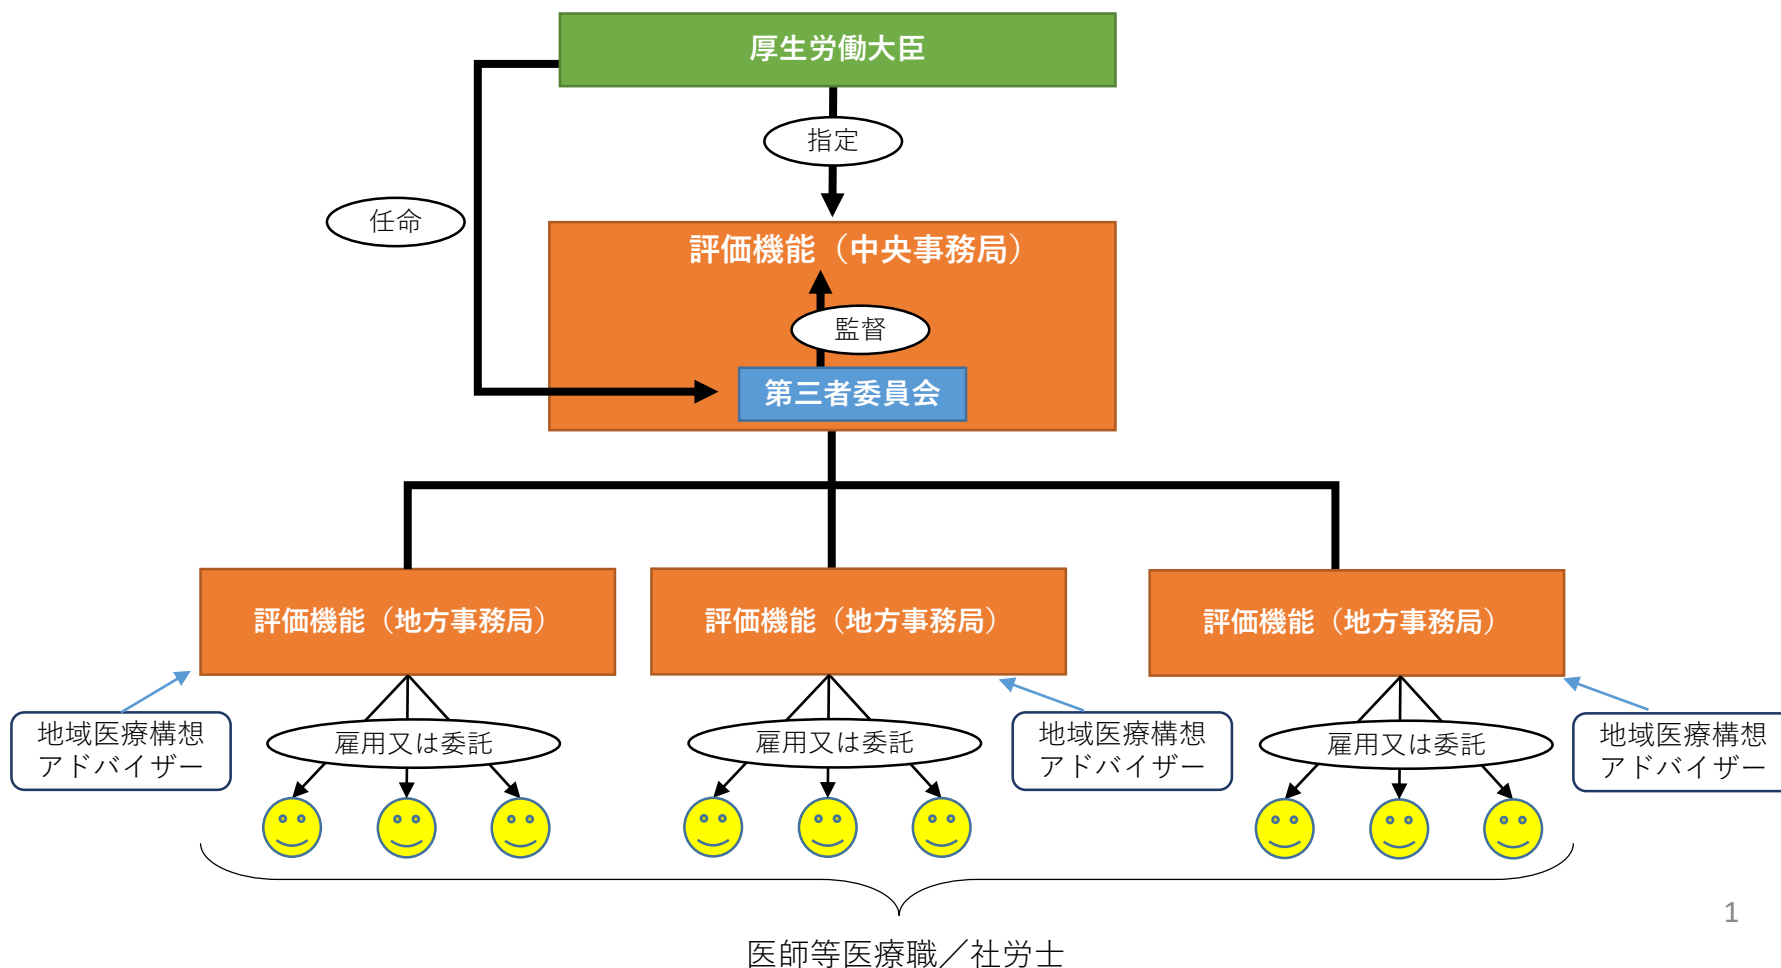 厚生労働大臣
指定
任命
評価機能（中央事務局）
監督
第三者委員会
評価機能（地方事務局）
評価機能（地方事務局）
評価機能（地方事務局）
地域医療構想
アドバイザー
雇用又は委託
雇用又は委託
地域医療構想
アドバイザー
雇用又は委託
地域医療構想
アドバイザー
医師等医療職／社労士
1